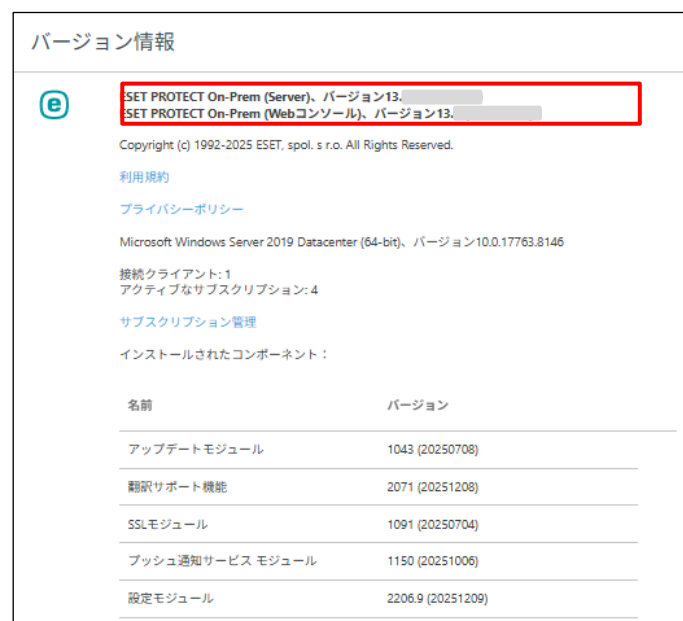 バージョン情報
e
ESET PROTECT On-Prem (Server)、バージョン13.
ESET PROTECT On-Prem (Webコンソール)、バージョン13.
Copyright (c) 1992-2025 ESET, spol. s r.o. All Rights Reserved.
利用規約
プライバシーポリシー
Microsoft Windows Server 2019 Datacenter (64-bit)、バージョン10.0.17763.8146
接続クライアント: 1
アクティブなサブスクリプション: 4
サブスクリプション管理
インストールされたコンポーネント：
名前 バージョン
アップデートモジュール 1043 (20250708)
翻訳サポート機能 2071 (20251208)
SSLモジュール 1091 (20250704)
プッシュ通知サービス モジュール 1150 (20251006)
設定モジュール 2206.9 (20251209)